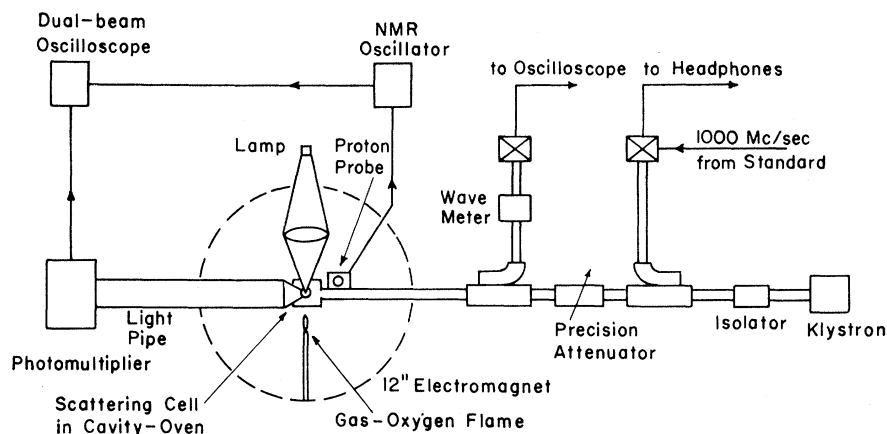 Dual-beam
Oscilloscope
NMR
Oscillator
to Oscilloscope
to Headphones
Lamp
Proton
Probe
1000 Mc/sec
from Standard
Wave
Meter
Light
Pipe
Photomultiplier
Precision
Attenuator
Isolator
Klystron
12" Electromagnet
Scattering Cell
in Cavity-Oven
Gas-Oxygen Flame